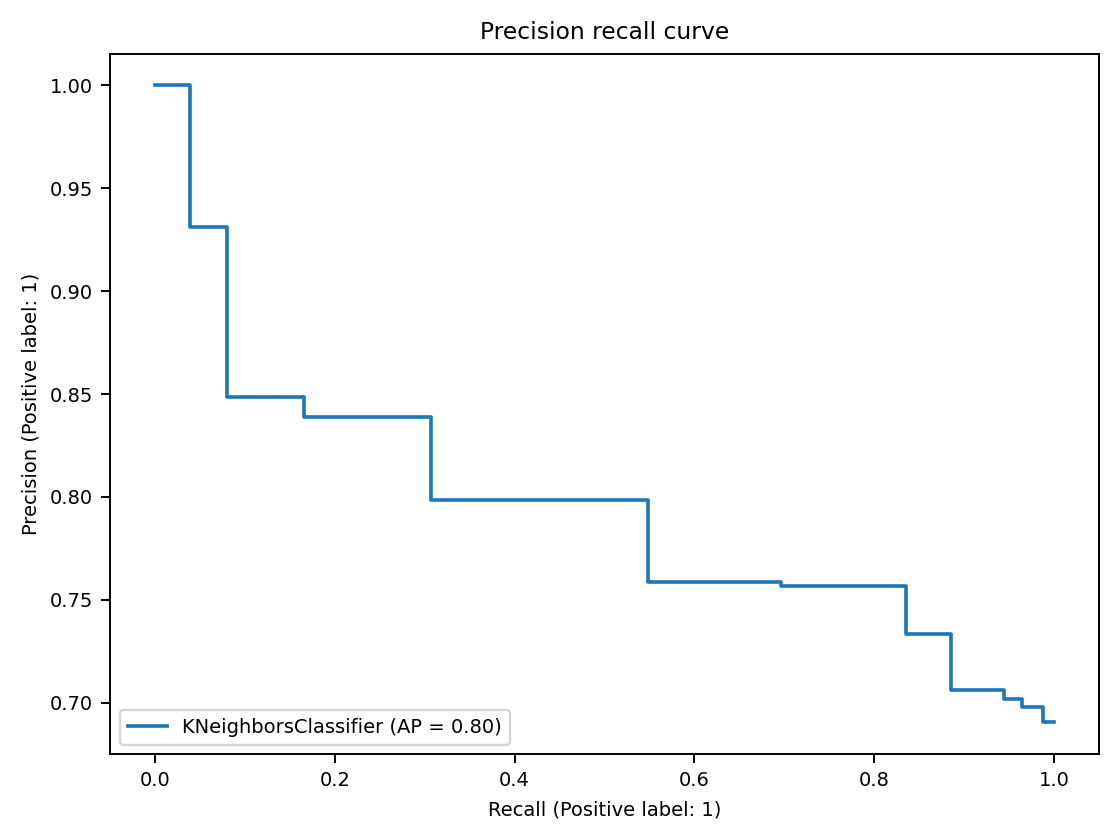 Precision recall curve
1.00
0.95
0.90
0.85
0.80
0.75
0.70
Precision (Positive label: 1)
KNeighborsClassifier (AP = 0.80)
0.0 0.2 0.4 0.6 0.8 1.0
Recall (Positive label: 1)